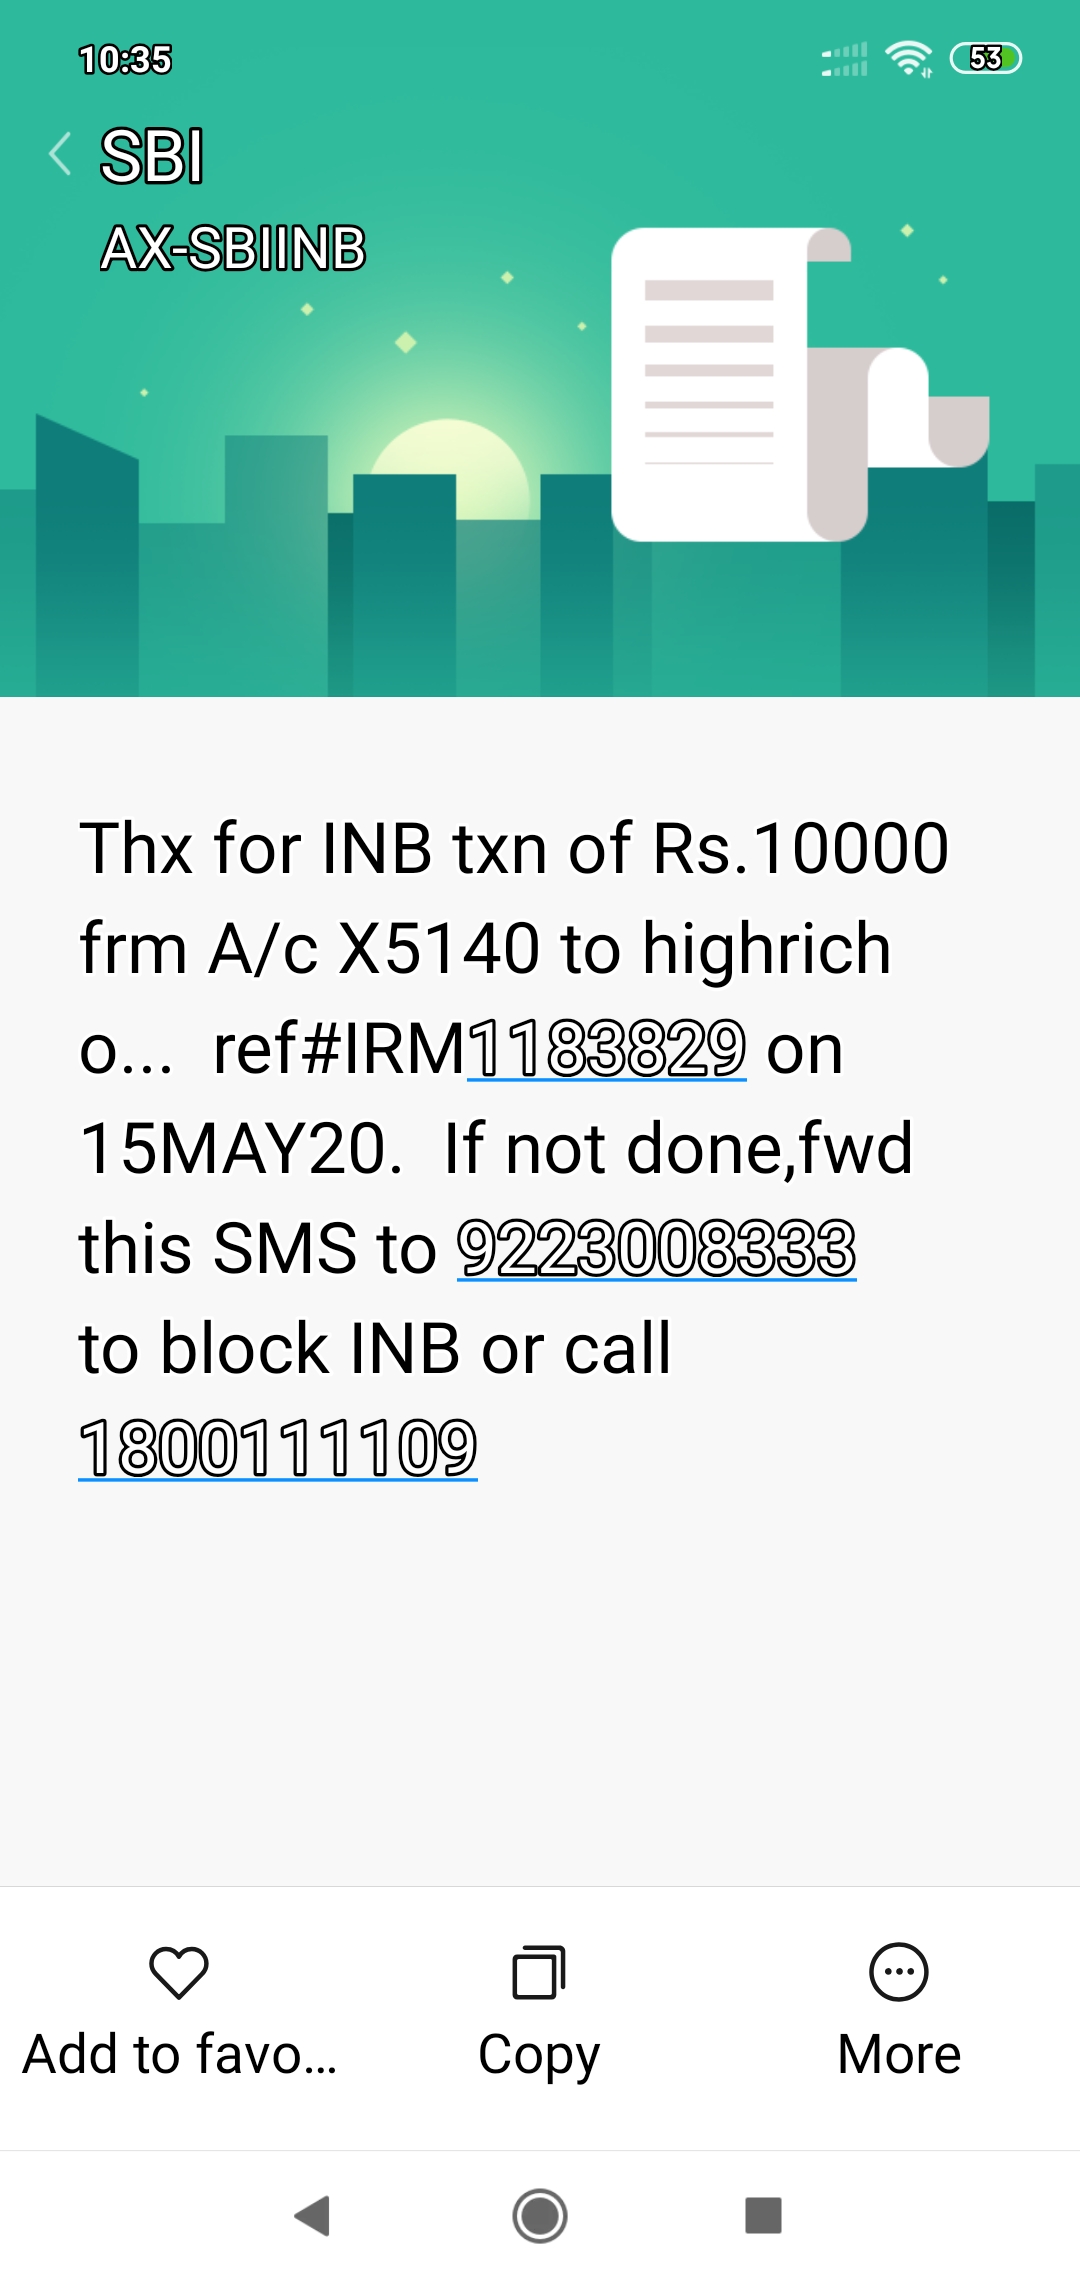 10:35
53
SBI
AX-SBIINB
Thx for INB txn of Rs.10000
frm A/c X5140 to highrich
o...  ref#IRM1183829 on
15MAY20.  If not done,fwd
this SMS to 9223008333
to block INB or call
1800111109
Add to favo...
Copy
More